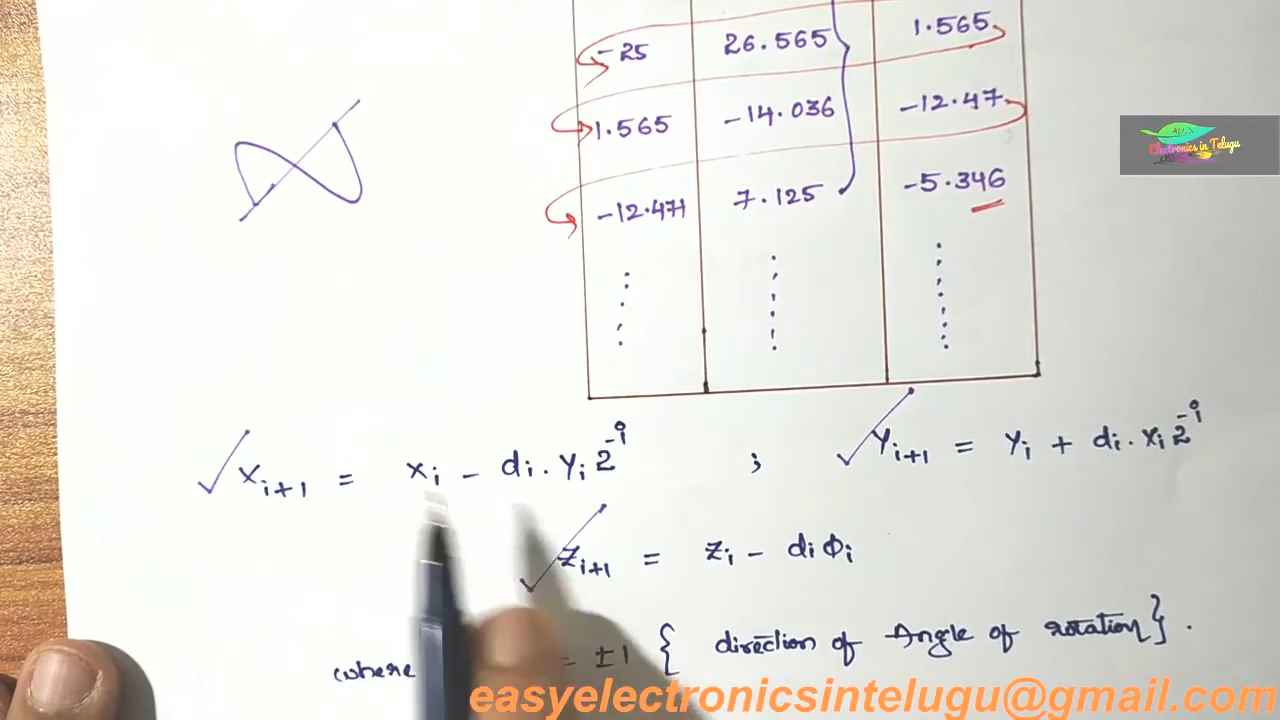 -25 26.565 1.565
1.565 -14.036 -12.47
-12.471 7.125 -5.346
x_{i+1} = x_i - d_i . y_i 2^{-i} ; y_{i+1} = y_i + d_i . x_i 2^{-i}
z_{i+1} = z_i - d_i ϕ_i
where = ±1 { direction of Angle of rotation } .
Electronics in Telugu
easyelectronicsintelugu@gmail.com